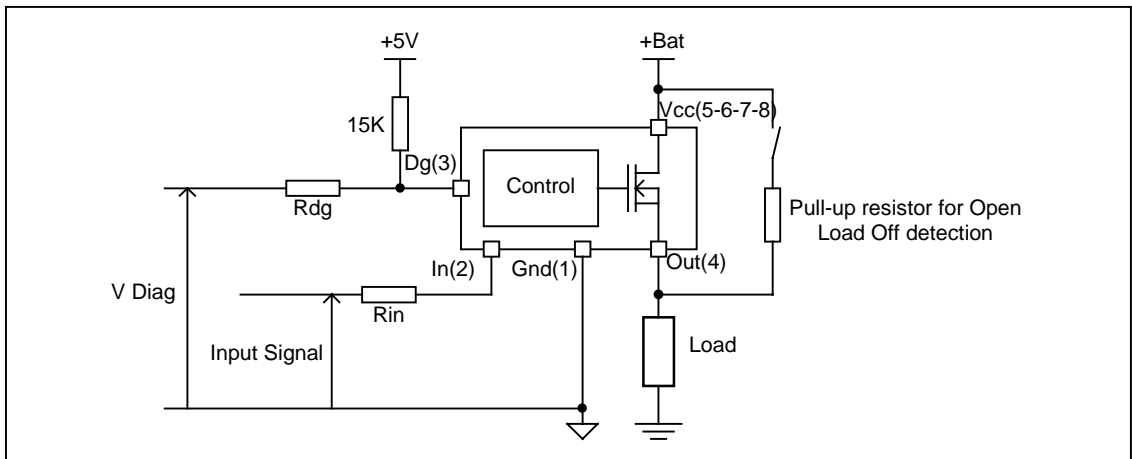 +5V
+Bat
Vcc(5-6-7-8)
15K
Dg(3)
Control
Rdg
Pull-up resistor for Open
Load Off detection
In(2)
Gnd(1)
Out(4)
V Diag
Rin
Input Signal
Load